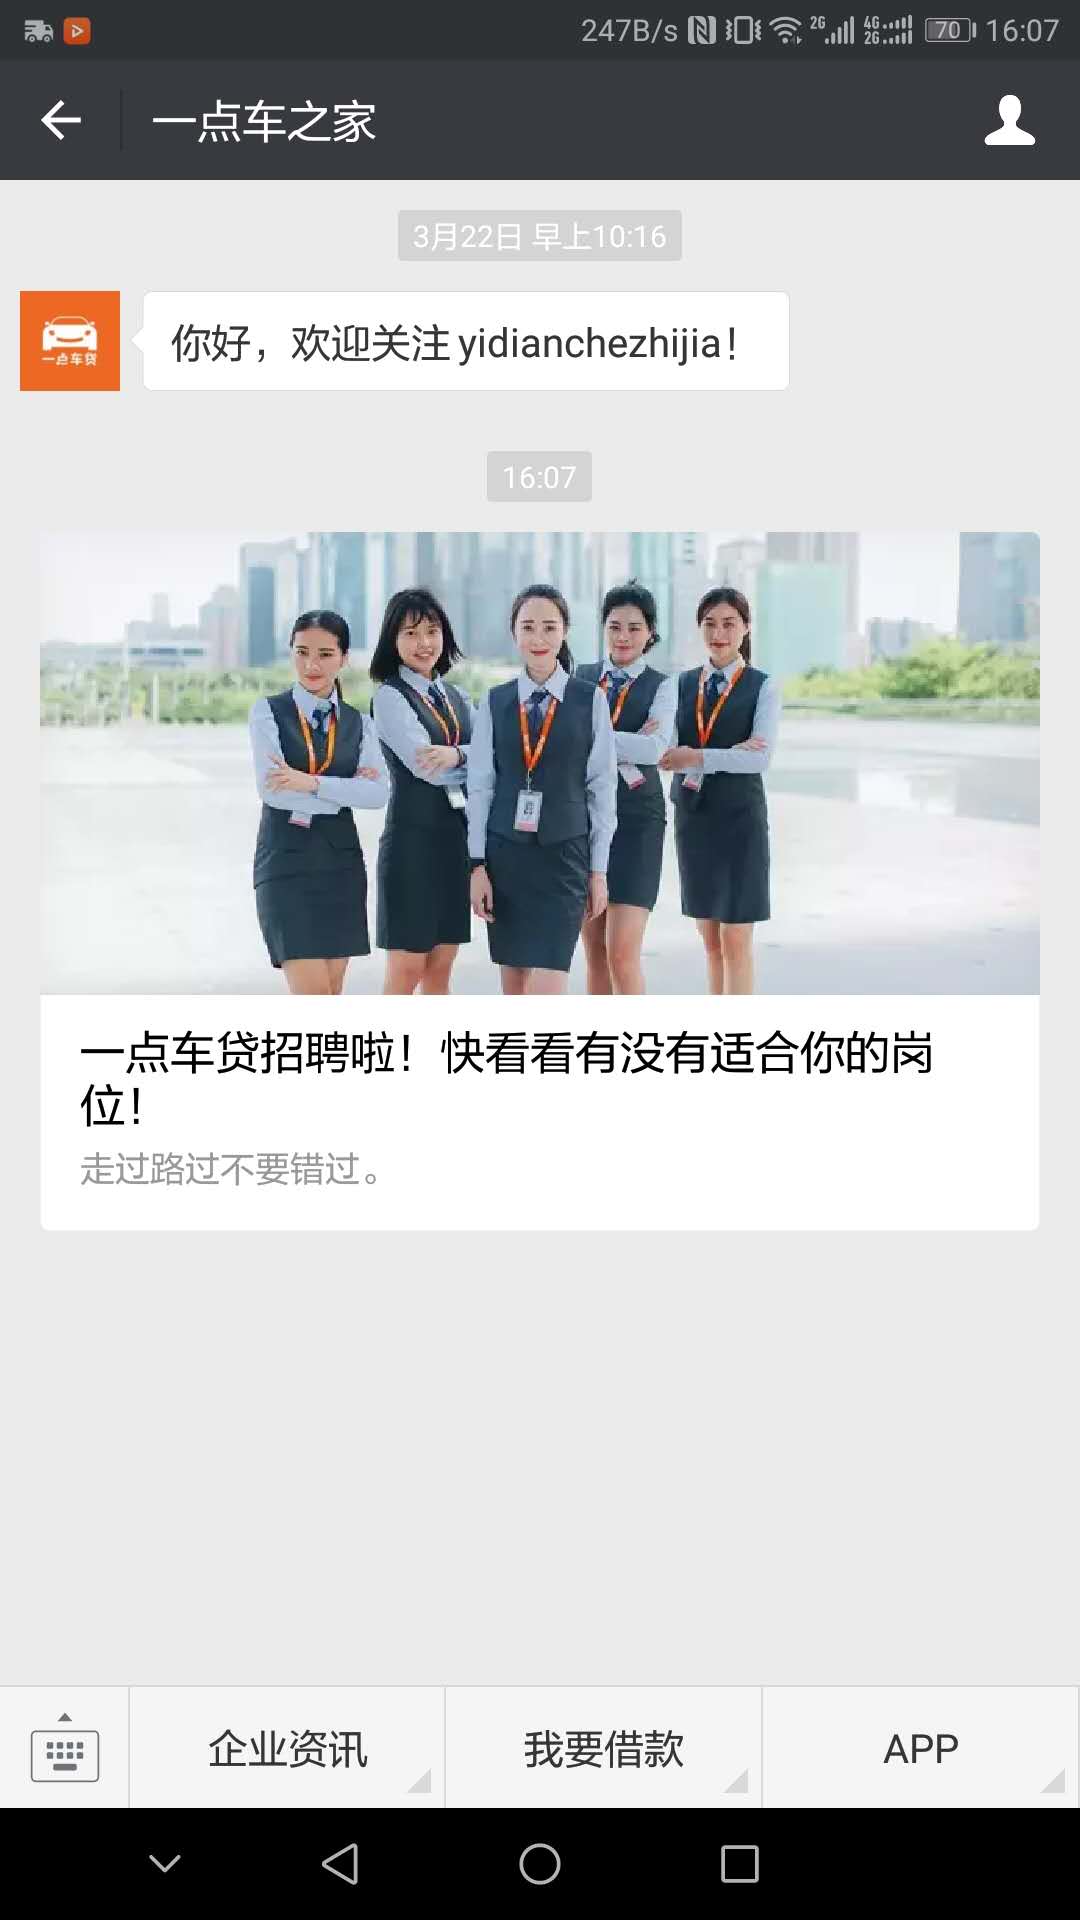 247B/s 2G 4G 2G 70 16:07
一点车之家
3月22日 早上10:16
一点车贷
你好，欢迎关注 yidianchezhijia！
16:07
一点车贷招聘啦！快看看有没有适合你的岗
位！
走过路过不要错过。
企业资讯
我要借款
APP